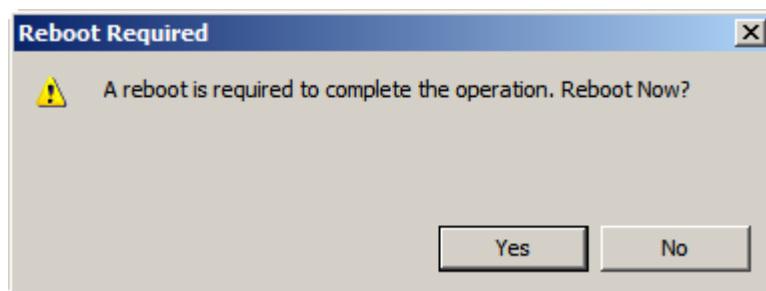 Reboot Required
A reboot is required to complete the operation. Reboot Now?
Yes
No